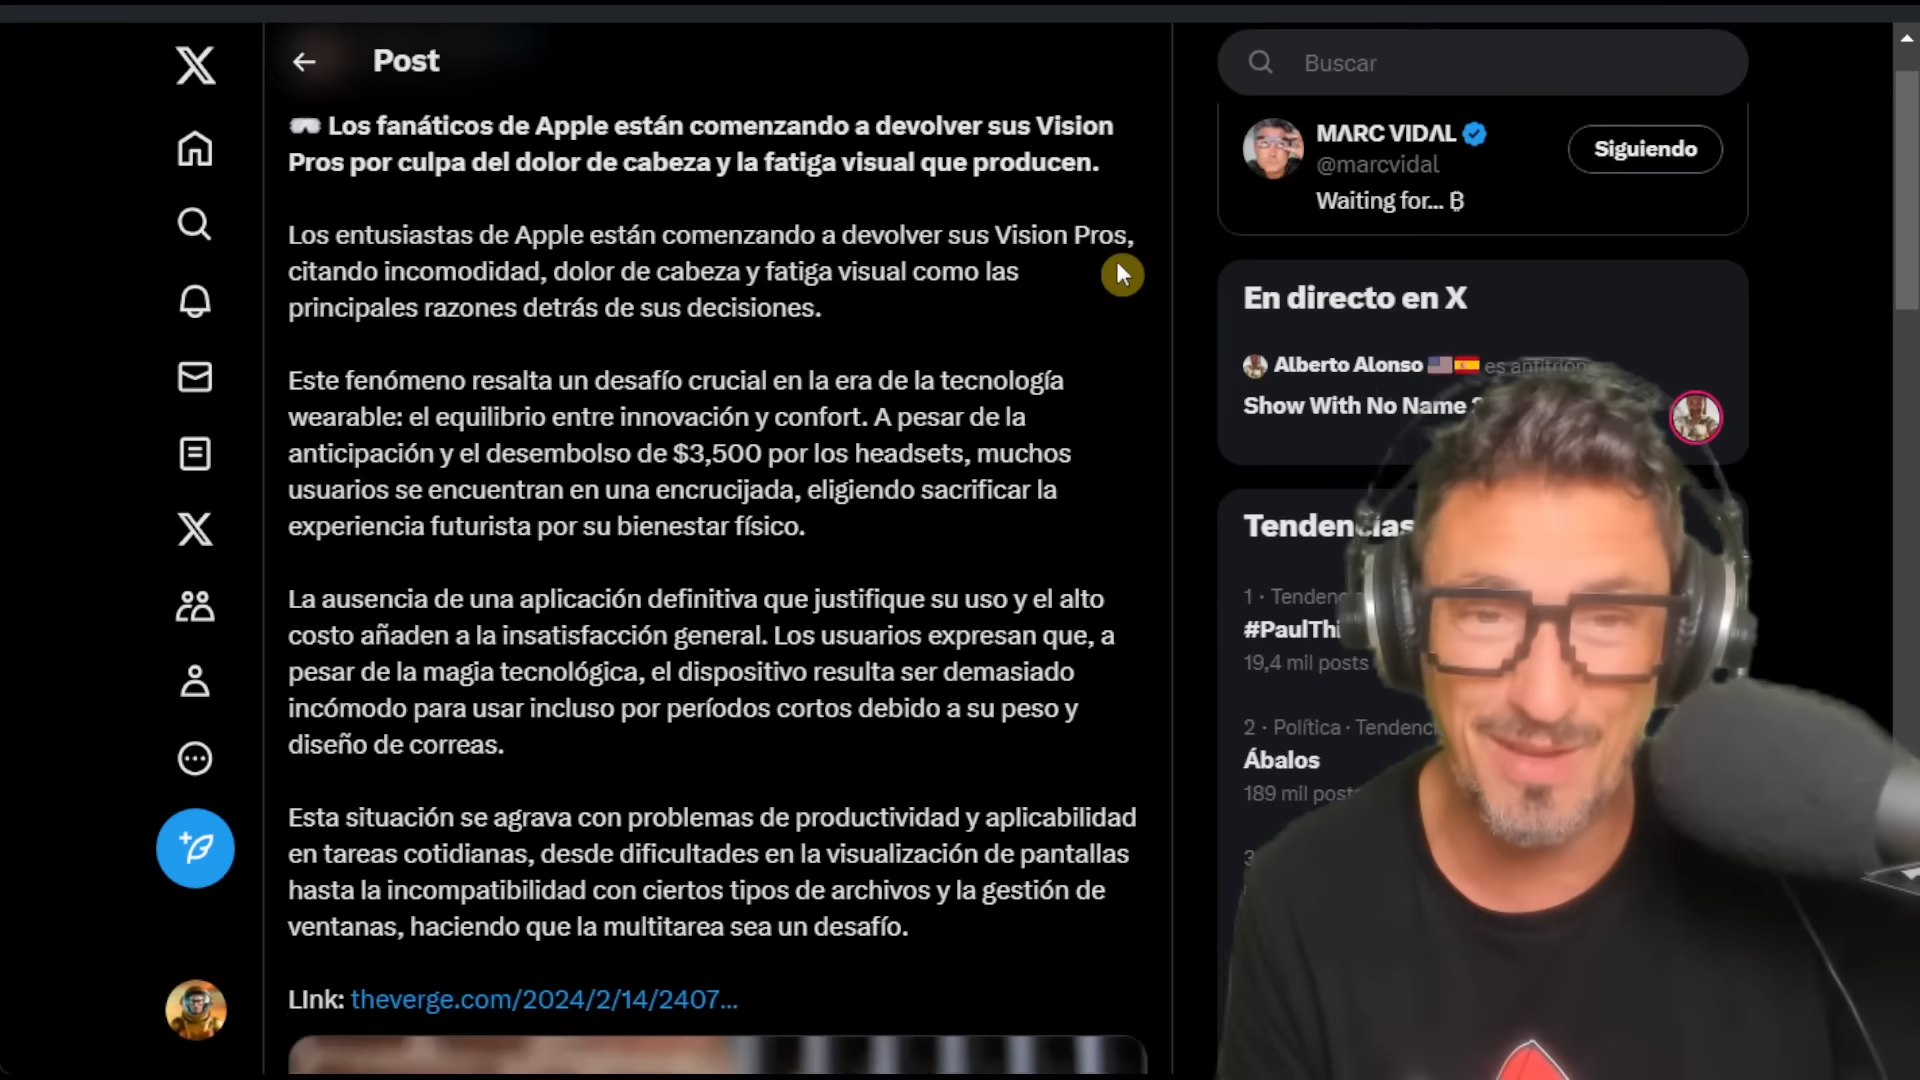 Post
Los fanáticos de Apple están comenzando a devolver sus Vision
Pros por culpa del dolor de cabeza y la fatiga visual que producen.
Los entusiastas de Apple están comenzando a devolver sus Vision Pros,
citando incomodidad, dolor de cabeza y fatiga visual como las
principales razones detrás de sus decisiones.
Este fenómeno resalta un desafío crucial en la era de la tecnología
wearable: el equilibrio entre innovación y confort. A pesar de la
anticipación y el desembolso de $3,500 por los headsets, muchos
usuarios se encuentran en una encrucijada, eligiendo sacrificar la
experiencia futurista por su bienestar físico.
La ausencia de una aplicación definitiva que justifique su uso y el alto
costo añaden a la insatisfacción general. Los usuarios expresan que, a
pesar de la magia tecnológica, el dispositivo resulta ser demasiado
incómodo para usar incluso por períodos cortos debido a su peso y
diseño de correas.
Esta situación se agrava con problemas de productividad y aplicabilidad
en tareas cotidianas, desde dificultades en la visualización de pantallas
hasta la incompatibilidad con ciertos tipos de archivos y la gestión de
ventanas, haciendo que la multitarea sea un desafío.
LInk: theverge.com/2024/2/14/2407...
Buscar
MΛRC VIDΛL
@marcvidal
Siguiendo
Waiting for... ₿
En directo en X
Alberto Alonso es anfitrión
Show With No Name
Tendencias
1 · Tendenc
#PaulThi
19,4 mil posts
2 · Política · Tendenci
Ábalos
189 mil posts
3